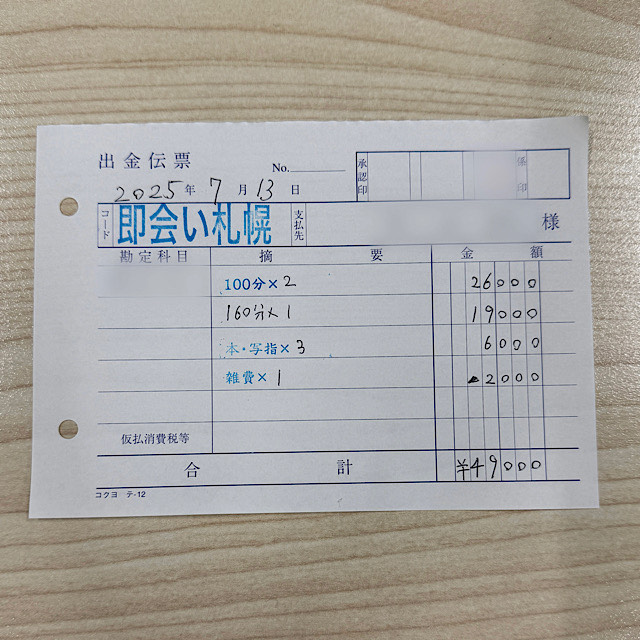 出金伝票
No.
承認印
係印
2025年 7月 13日
コード
即会い札幌
支払先
様
勘定科目 摘要 金額
100分×2 26000
160分×1 19000
本・写指×3 6000
雑費×1 -2000
仮払消費税等
合計 ¥49000
コクヨ テ-12